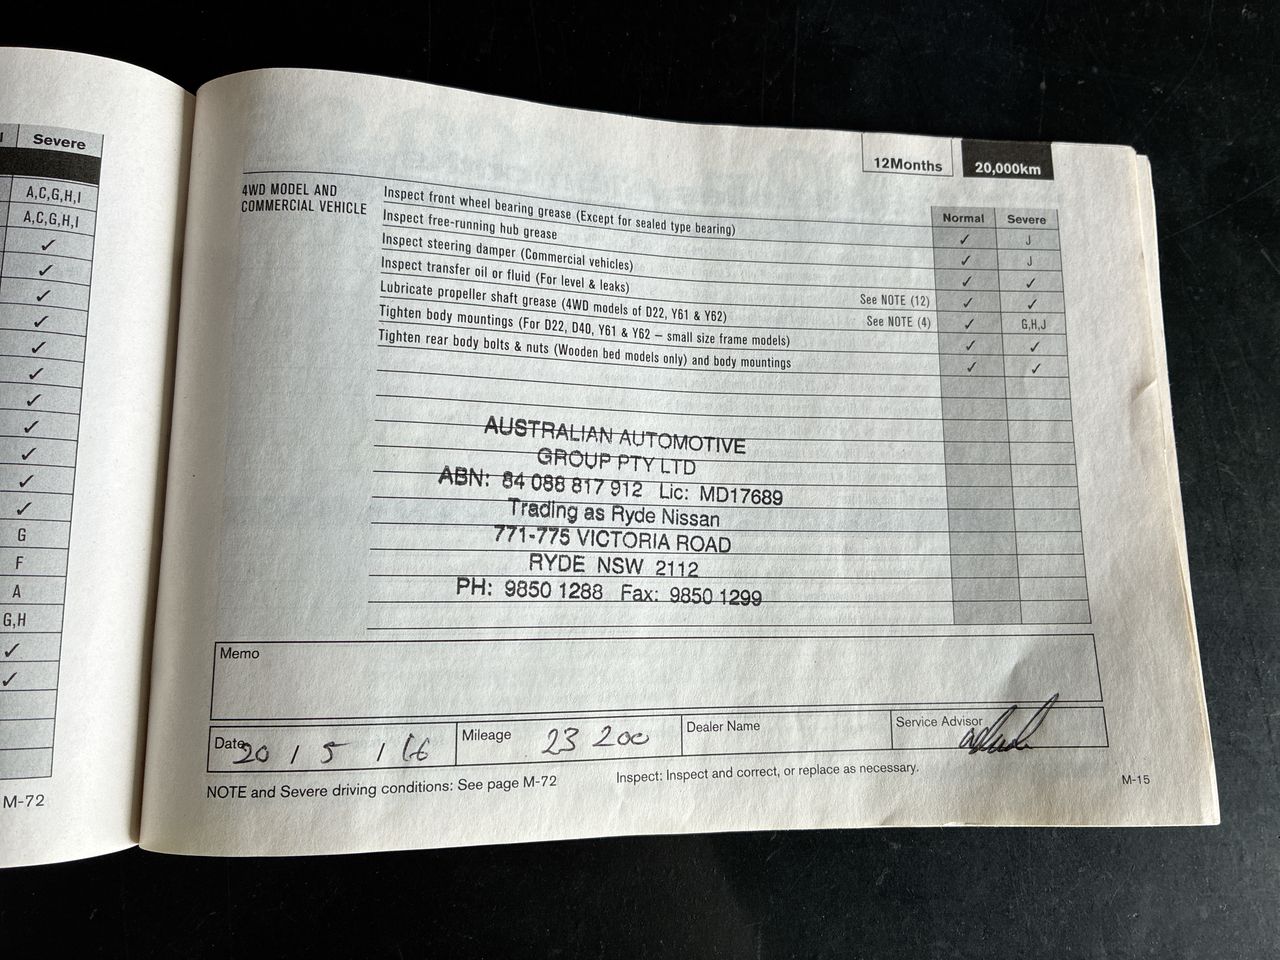 l Severe
A,C,G,H,I
A,C,G,H,I
✓
✓
✓
✓
✓
✓
✓
✓
✓
✓
✓
G
F
A
G,H
✓
✓
M-72
12Months 20,000km
Normal Severe
4WD MODEL AND
COMMERCIAL VEHICLE
Inspect front wheel bearing grease (Except for sealed type bearing) ✓ J
Inspect free-running hub grease ✓ J
Inspect steering damper (Commercial vehicles) ✓ ✓
Inspect transfer oil or fluid (For level & leaks) See NOTE (12) ✓ ✓
Lubricate propeller shaft grease (4WD models of D22, Y61 & Y62) See NOTE (4) ✓ G,H,J
Tighten body mountings (For D22, D40, Y61 & Y62 – small size frame models) ✓ ✓
Tighten rear body bolts & nuts (Wooden bed models only) and body mountings ✓ ✓
AUSTRALIAN AUTOMOTIVE
GROUP PTY LTD
ABN: 84 088 817 912 Lic: MD17689
Trading as Ryde Nissan
771-775 VICTORIA ROAD
RYDE NSW 2112
PH: 9850 1288 Fax: 9850 1299
Memo
Date 20 / 5 / 16 Mileage 23 200 Dealer Name Service Advisor
NOTE and Severe driving conditions: See page M-72 Inspect: Inspect and correct, or replace as necessary. M-15